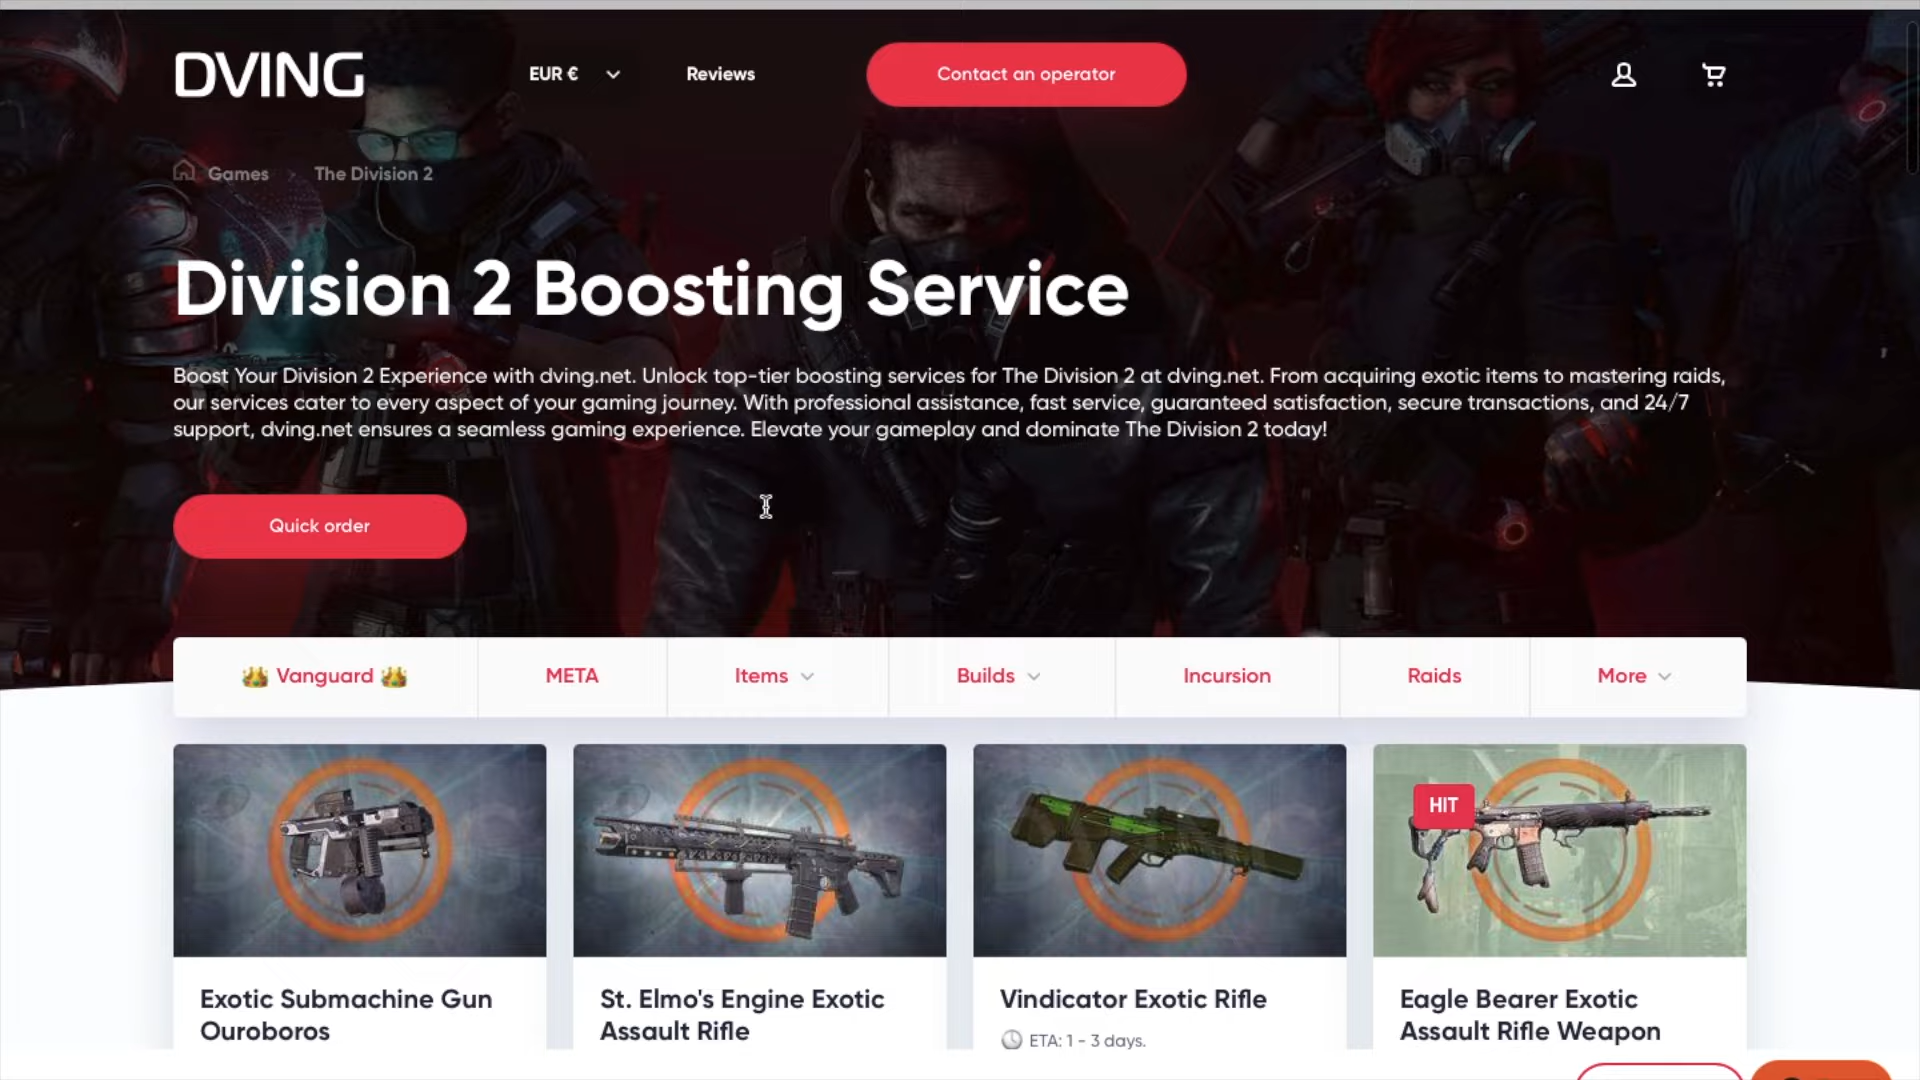 DVING
EUR €
Reviews
Contact an operator
Games
The Division 2
Division 2 Boosting Service
Boost Your Division 2 Experience with dving.net. Unlock top-tier boosting services for The Division 2 at dving.net. From acquiring exotic items to mastering raids,
our services cater to every aspect of your gaming journey. With professional assistance, fast service, guaranteed satisfaction, secure transactions, and 24/7
support, dving.net ensures a seamless gaming experience. Elevate your gameplay and dominate The Division 2 today!
Quick order
👑 Vanguard 👑
META
Items
Builds
Incursion
Raids
More
HIT
Exotic Submachine Gun
Ouroboros
St. Elmo's Engine Exotic
Assault Rifle
Vindicator Exotic Rifle
ETA: 1 - 3 days.
Eagle Bearer Exotic
Assault Rifle Weapon